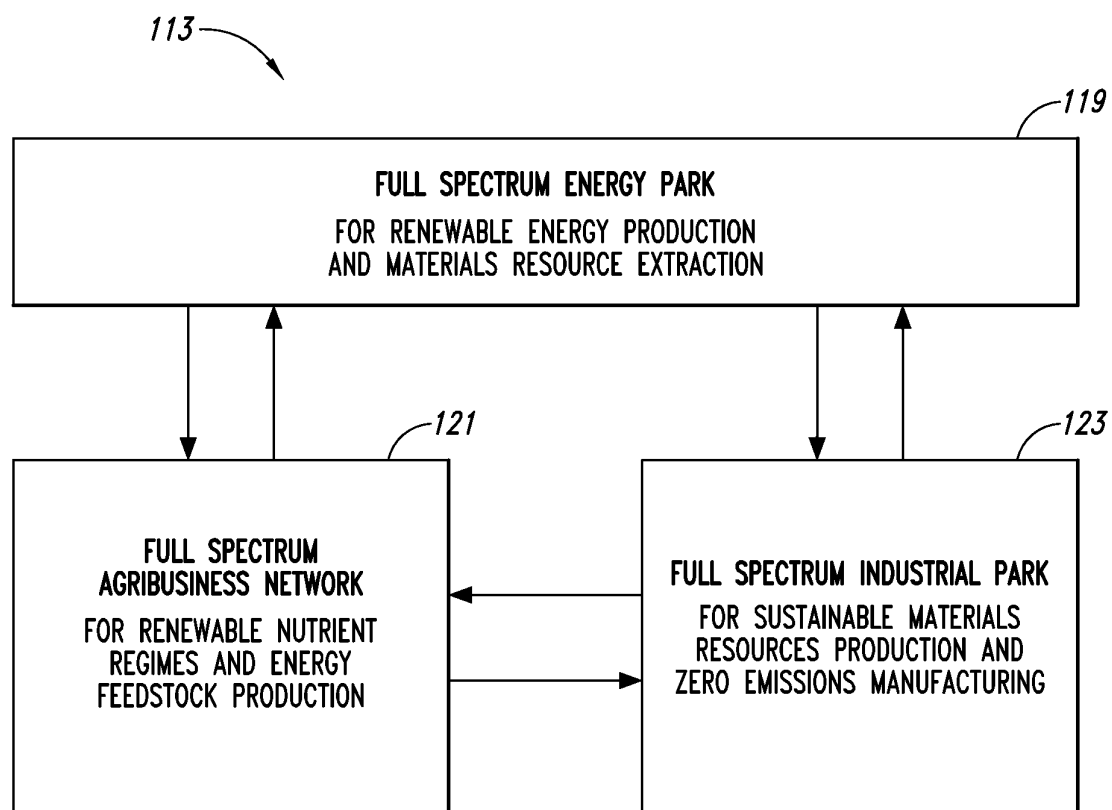 113
119
FULL SPECTRUM ENERGY PARK
FOR RENEWABLE ENERGY PRODUCTION
AND MATERIALS RESOURCE EXTRACTION
121
123
FULL SPECTRUM
AGRIBUSINESS NETWORK
FOR RENEWABLE NUTRIENT
REGIMES AND ENERGY
FEEDSTOCK PRODUCTION
FULL SPECTRUM INDUSTRIAL PARK
FOR SUSTAINABLE MATERIALS
RESOURCES PRODUCTION AND
ZERO EMISSIONS MANUFACTURING